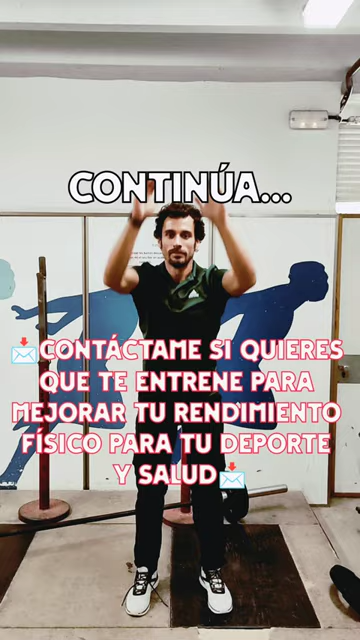 CONTINÚA...
📩CONTÁCTAME SI QUIERES
QUE TE ENTRENE PARA
MEJORAR TU RENDIMIENTO
FÍSICO PARA TU DEPORTE
Y SALUD📩